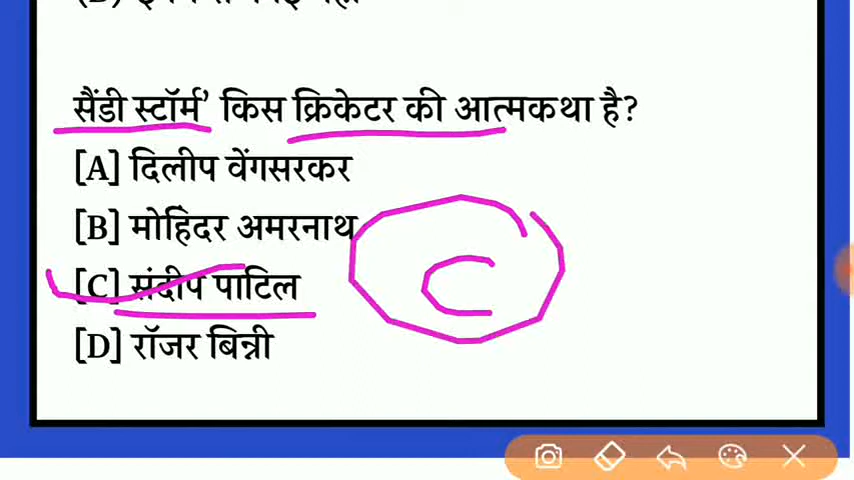 सैंडी स्टॉर्म’ किस क्रिकेटर की आत्मकथा है?
[A] दिलीप वेंगसरकर
[B] मोहिंदर अमरनाथ
[C] संदीप पाटिल
C
[D] रॉजर बिन्नी